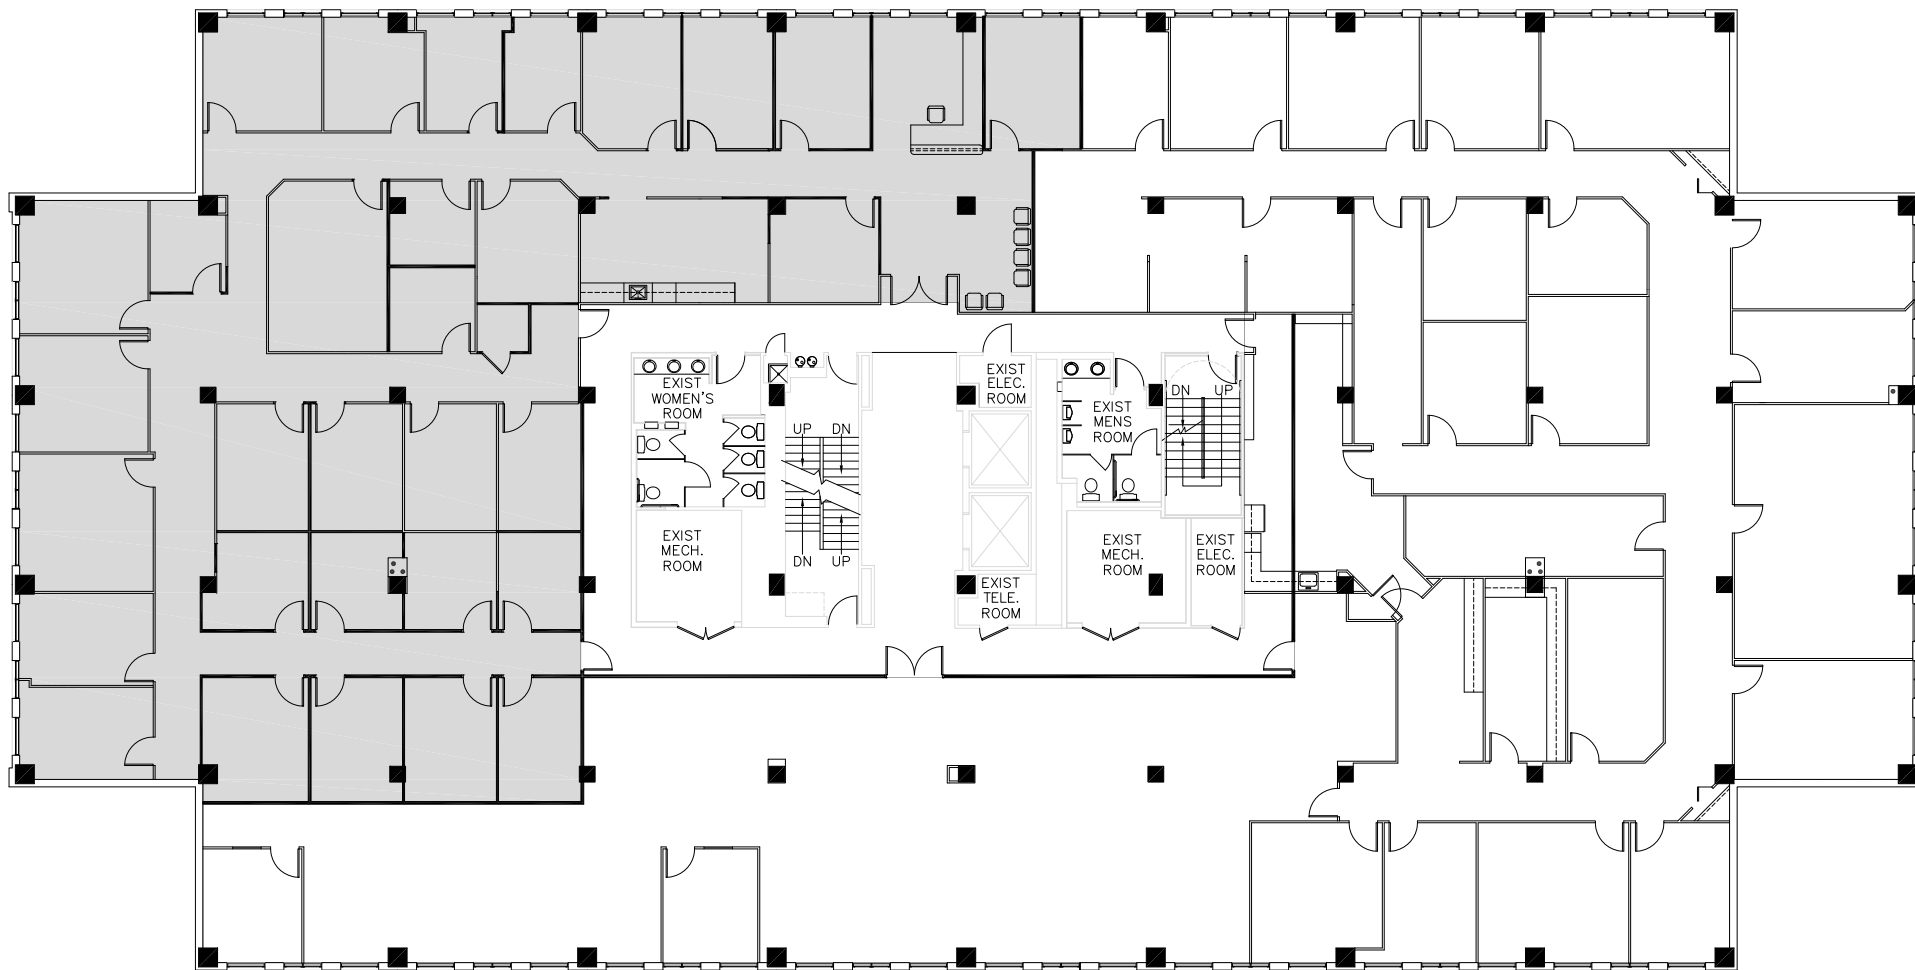 EXIST
WOMEN'S
ROOM
EXIST
ELEC.
ROOM
EXIST
MENS
ROOM
DN
UP
UP
DN
EXIST
MECH.
ROOM
DN
UP
EXIST
TELE.
ROOM
EXIST
MECH.
ROOM
EXIST
ELEC.
ROOM